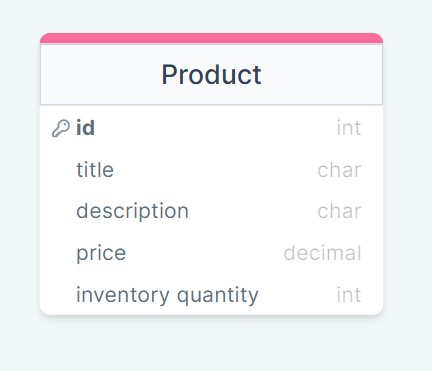 Product
id int
title char
description char
price decimal
inventory quantity int